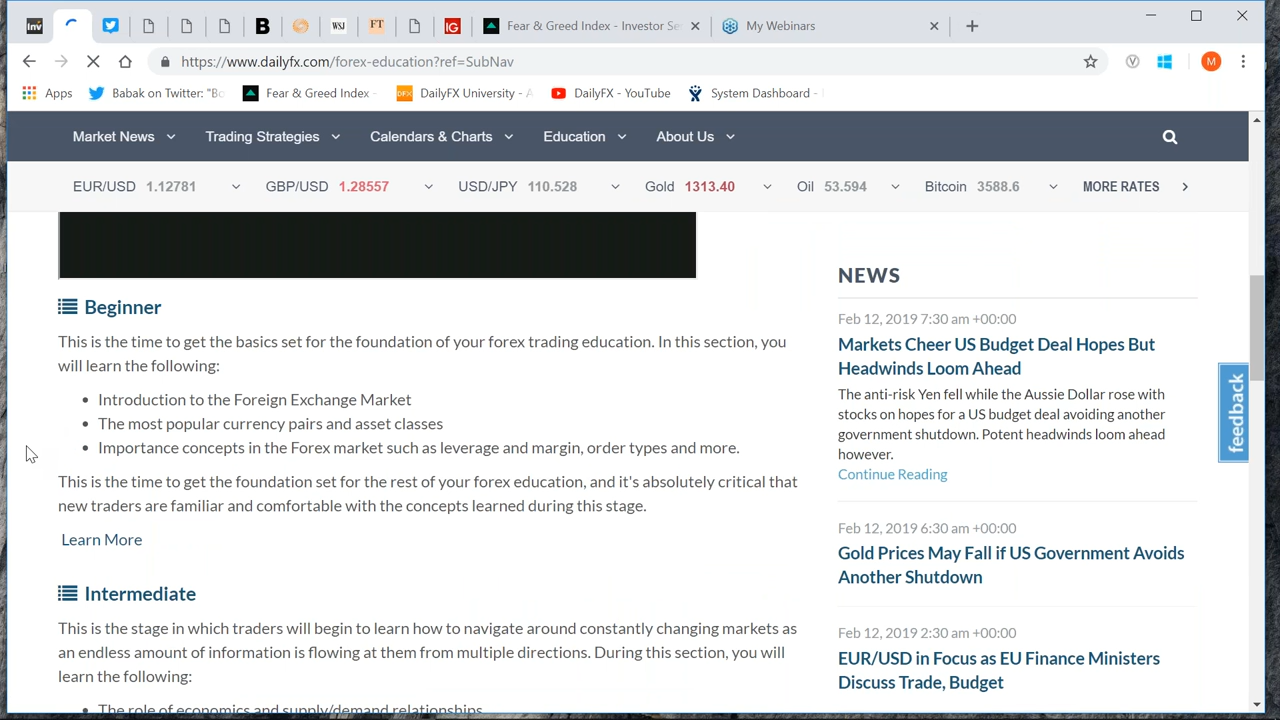 Inv
B
WSJ
FT
IG
Fear & Greed Index - Investor Se
My Webinars
https://www.dailyfx.com/forex-education?ref=SubNav
V
M
Apps
Babak on Twitter: "Bo
Fear & Greed Index -
DFX
DailyFX University - A
DailyFX - YouTube
System Dashboard -
Market News
Trading Strategies
Calendars & Charts
Education
About Us
EUR/USD 1.12781
GBP/USD 1.28557
USD/JPY 110.528
Gold 1313.40
Oil 53.594
Bitcoin 3588.6
MORE RATES
Beginner
This is the time to get the basics set for the foundation of your forex trading education. In this section, you
will learn the following:
• Introduction to the Foreign Exchange Market
• The most popular currency pairs and asset classes
• Importance concepts in the Forex market such as leverage and margin, order types and more.
This is the time to get the foundation set for the rest of your forex education, and it's absolutely critical that
new traders are familiar and comfortable with the concepts learned during this stage.
Learn More
Intermediate
This is the stage in which traders will begin to learn how to navigate around constantly changing markets as
an endless amount of information is flowing at them from multiple directions. During this section, you will
learn the following:
• The role of economics and supply/demand relationships
NEWS
Feb 12, 2019 7:30 am +00:00
Markets Cheer US Budget Deal Hopes But
Headwinds Loom Ahead
The anti-risk Yen fell while the Aussie Dollar rose with
stocks on hopes for a US budget deal avoiding another
government shutdown. Potent headwinds loom ahead
however.
Continue Reading
Feb 12, 2019 6:30 am +00:00
Gold Prices May Fall if US Government Avoids
Another Shutdown
Feb 12, 2019 2:30 am +00:00
EUR/USD in Focus as EU Finance Ministers
Discuss Trade, Budget
feedback